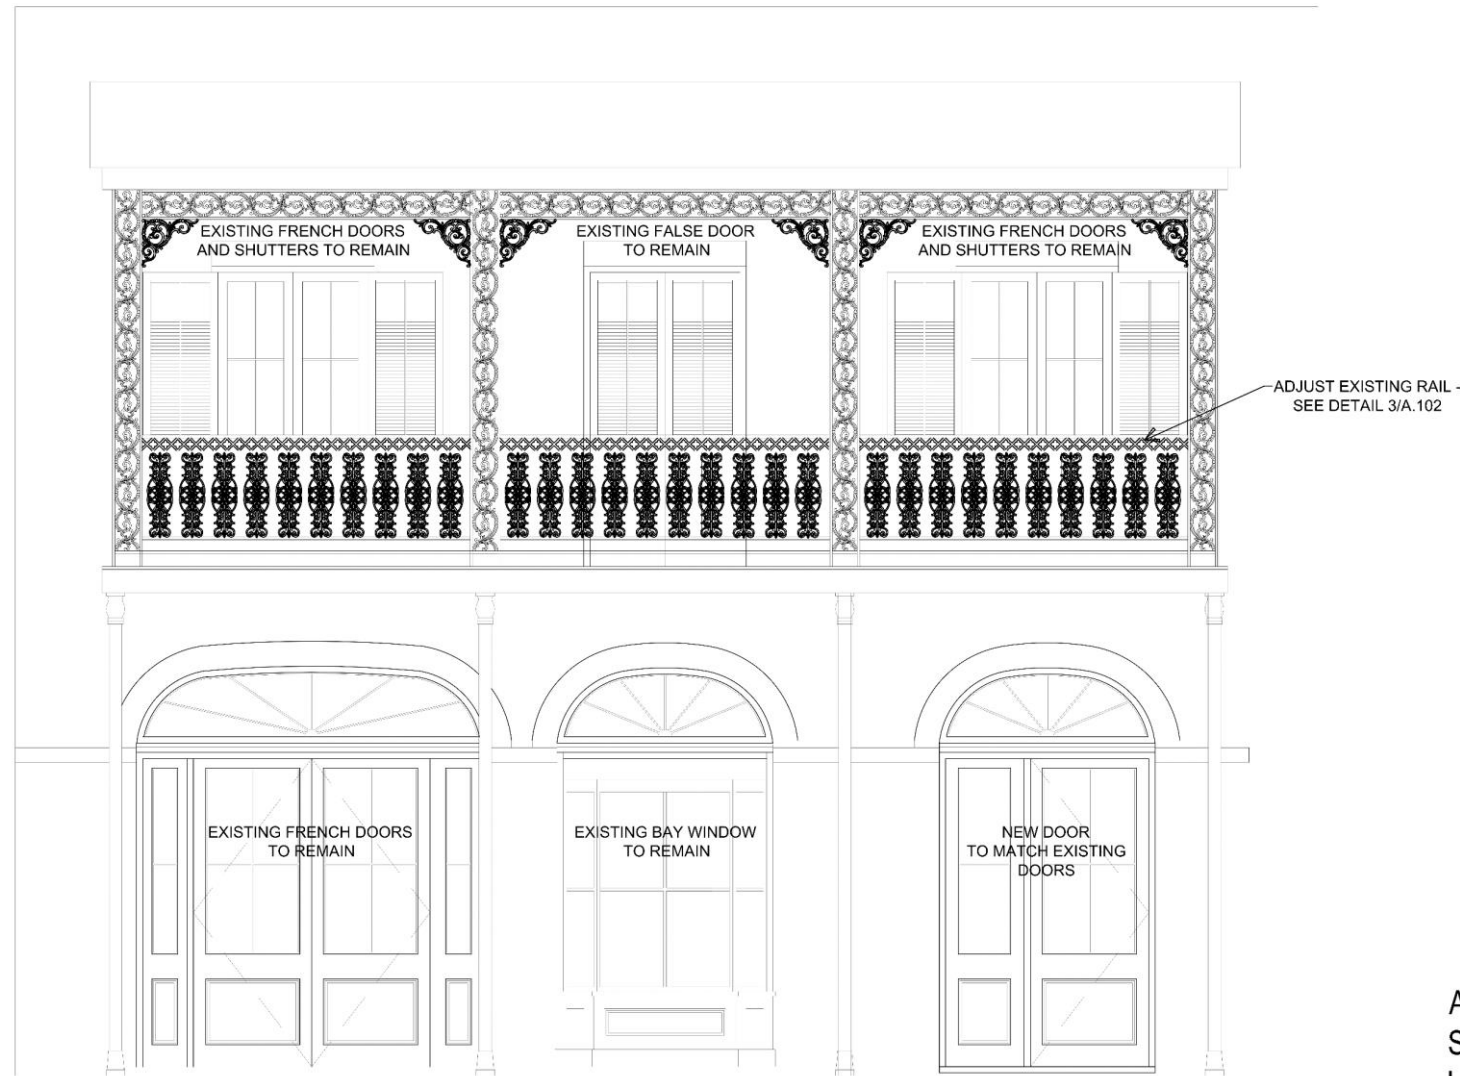 EXISTING FRENCH DOORS
AND SHUTTERS TO REMAIN
EXISTING FALSE DOOR
TO REMAIN
EXISTING FRENCH DOORS
AND SHUTTERS TO REMAIN
ADJUST EXISTING RAIL -
SEE DETAIL 3/A.102
EXISTING FRENCH DOORS
TO REMAIN
EXISTING BAY WINDOW
TO REMAIN
NEW DOOR
TO MATCH EXISTING
DOORS
A
S